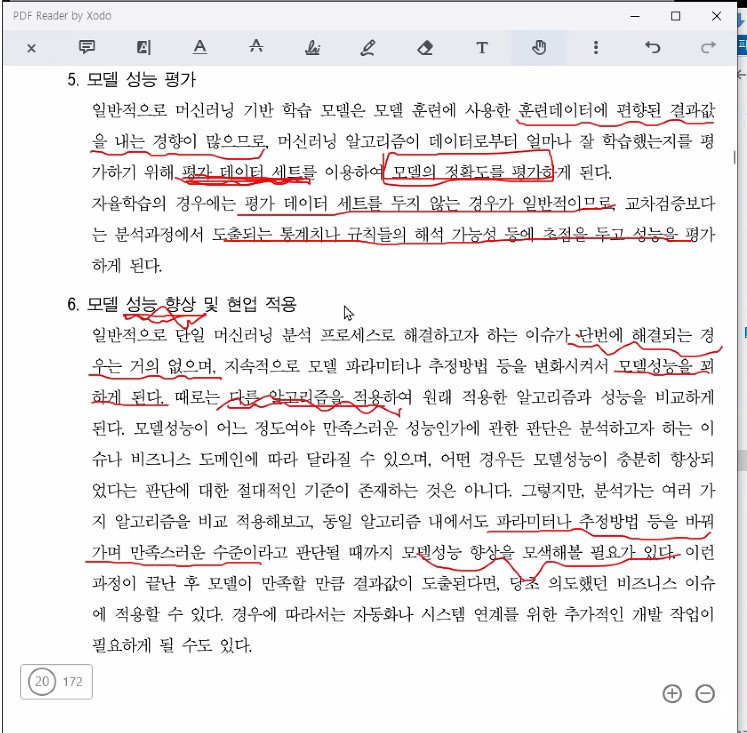 PDF Reader by Xodo
5. 모델 성능 평가
일반적으로 머신러닝 기반 학습 모델은 모델 훈련에 사용한 훈련데이터에 편향된 결과값
을 내는 경향이 많으므로, 머신러닝 알고리즘이 데이터로부터 얼마나 잘 학습했는지를 평
가하기 위해 평가 데이터 세트를 이용하여 모델의 정확도를 평가하게 된다.
자율학습의 경우에는 평가 데이터 세트를 두지 않는 경우가 일반적이므로, 교차검증보다
는 분석과정에서 도출되는 통계치나 규칙들의 해석 가능성 등에 초점을 두고 성능을 평가
하게 된다.
6. 모델 성능 향상 및 현업 적용
일반적으로 단일 머신러닝 분석 프로세스로 해결하고자 하는 이슈가 단번에 해결되는 경
우는 거의 없으며, 지속적으로 모델 파라미터나 추정방법 등을 변화시켜서 모델성능을 꾀
하게 된다. 때로는 다른 알고리즘을 적용하여 원래 적용한 알고리즘과 성능을 비교하게
된다. 모델성능이 어느 정도여야 만족스러운 성능인가에 관한 판단은 분석하고자 하는 이
슈나 비즈니스 도메인에 따라 달라질 수 있으며, 어떤 경우든 모델성능이 충분히 향상되
었다는 판단에 대한 절대적인 기준이 존재하는 것은 아니다. 그렇지만, 분석가는 여러 가
지 알고리즘을 비교 적용해보고, 동일 알고리즘 내에서도 파라미터나 추정방법 등을 바꿔
가며 만족스러운 수준이라고 판단될 때까지 모델성능 향상을 모색해볼 필요가 있다. 이런
과정이 끝난 후 모델이 만족할 만큼 결과값이 도출된다면, 당초 의도했던 비즈니스 이슈
에 적용할 수 있다. 경우에 따라서는 자동화나 시스템 연계를 위한 추가적인 개발 작업이
필요하게 될 수도 있다.
20 172